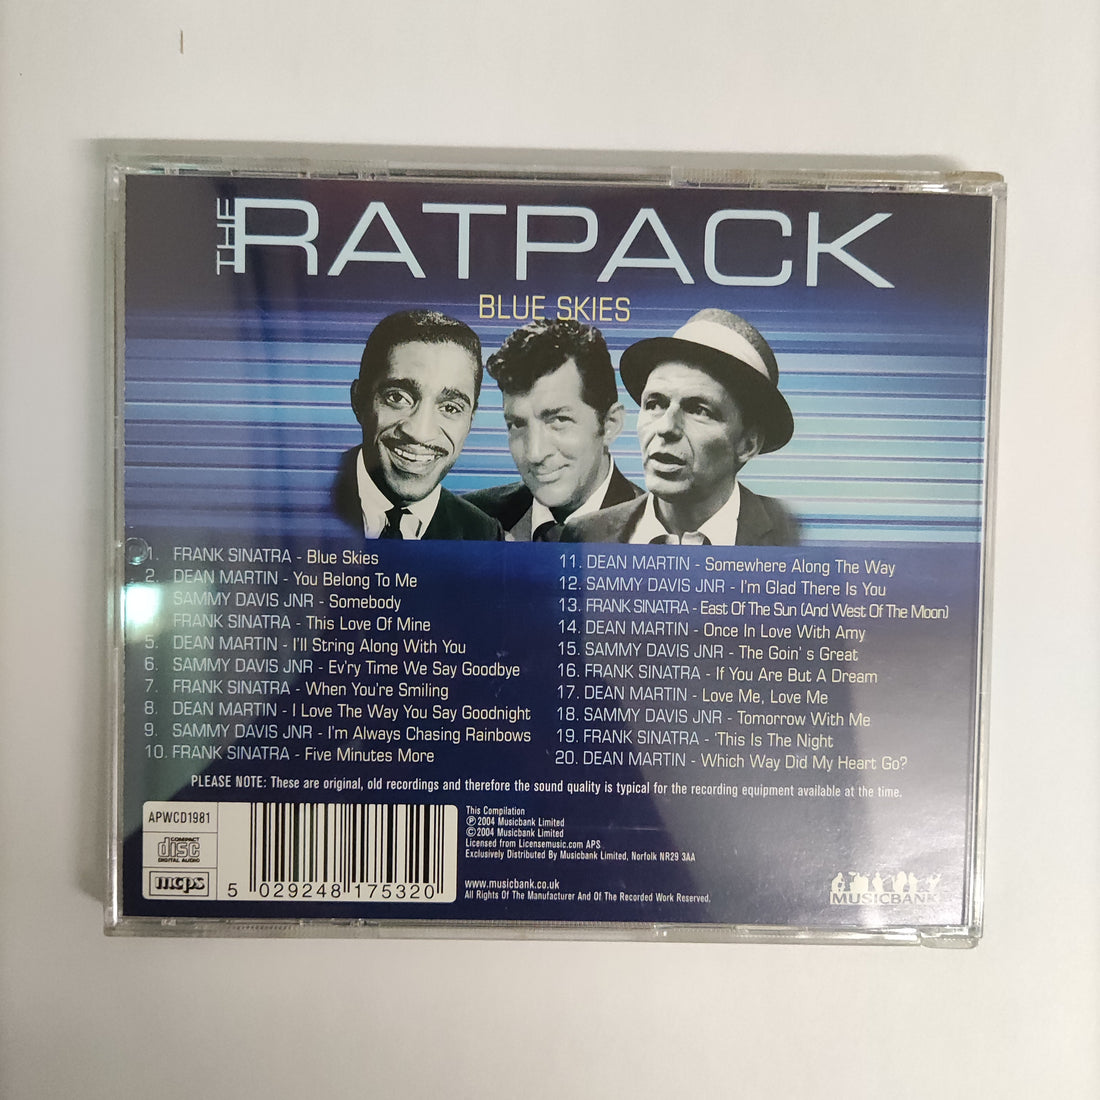 THE RATPACK
BLUE SKIES
1. FRANK SINATRA - Blue Skies
2. DEAN MARTIN - You Belong To Me
SAMMY DAVIS JNR - Somebody
FRANK SINATRA - This Love Of Mine
5. DEAN MARTIN - I'll String Along With You
6. SAMMY DAVIS JNR - Ev'ry Time We Say Goodbye
7. FRANK SINATRA - When You're Smiling
8. DEAN MARTIN - I Love The Way You Say Goodnight
9. SAMMY DAVIS JNR - I'm Always Chasing Rainbows
10. FRANK SINATRA - Five Minutes More
11. DEAN MARTIN - Somewhere Along The Way
12. SAMMY DAVIS JNR - I'm Glad There Is You
13. FRANK SINATRA - East Of The Sun (And West Of The Moon)
14. DEAN MARTIN - Once In Love With Amy
15. SAMMY DAVIS JNR - The Goin' s Great
16. FRANK SINATRA - If You Are But A Dream
17. DEAN MARTIN - Love Me, Love Me
18. SAMMY DAVIS JNR - Tomorrow With Me
19. FRANK SINATRA - 'This Is The Night
20. DEAN MARTIN - Which Way Did My Heart Go?
PLEASE NOTE: These are original, old recordings and therefore the sound quality is typical for the recording equipment available at the time.
APWCD1981
COMPACT
disc
DIGITAL AUDIO
mcps
5 029248 175320
This Compilation
℗ 2004 Musicbank Limited
© 2004 Musicbank Limited
Licensed from Licensemusic.com APS
Exclusively Distributed By Musicbank Limited, Norfolk NR29 3AA
www.musicbank.co.uk
All Rights Of The Manufacturer And Of The Recorded Work Reserved.
MUSICBANK